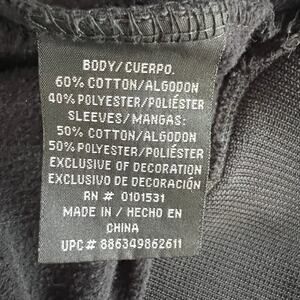 BODY/CUERPO.
60% COTTON/ALGODON
40% POLYESTER/POLIÉSTER
SLEEVES/MANGAS:
50% COTTON/ALGODON
50% POLYESTER/POLIÉSTER
EXCLUSIVE OF DECORATION
EXCLUSIVO DE DECORACIÓN
RN # 0101531
MADE IN / HECHO EN
CHINA
UPC# 886349862611